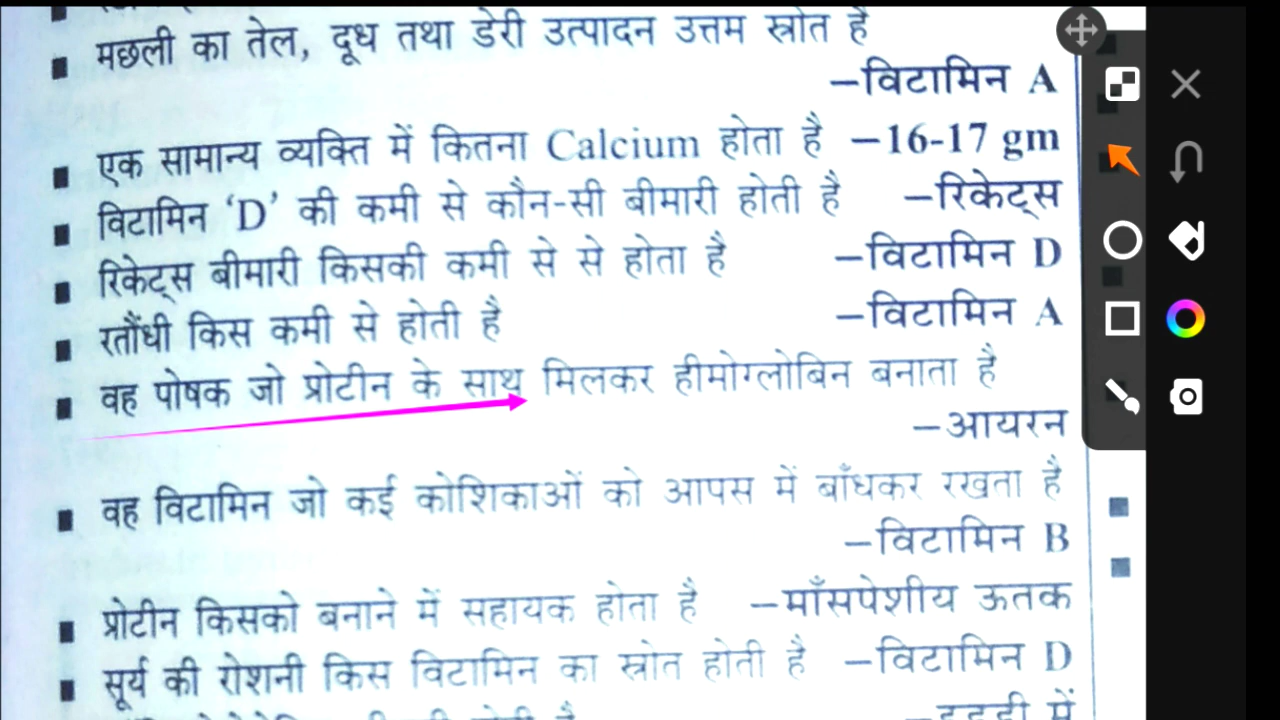 मछली का तेल, दूध तथा डेरी उत्पादन उत्तम स्रोत है
–विटामिन A
एक सामान्य व्यक्ति में कितना Calcium होता है –16-17 gm
विटामिन ‘D’ की कमी से कौन-सी बीमारी होती है –रिकेट्स
रिकेट्स बीमारी किसकी कमी से से होता है –विटामिन D
रतौंधी किस कमी से होती है –विटामिन A
वह पोषक जो प्रोटीन के साथ मिलकर हीमोग्लोबिन बनाता है
–आयरन
वह विटामिन जो कई कोशिकाओं को आपस में बाँधकर रखता है
–विटामिन B
प्रोटीन किसको बनाने में सहायक होता है –माँसपेशीय ऊतक
सूर्य की रोशनी किस विटामिन का स्रोत होती है –विटामिन D